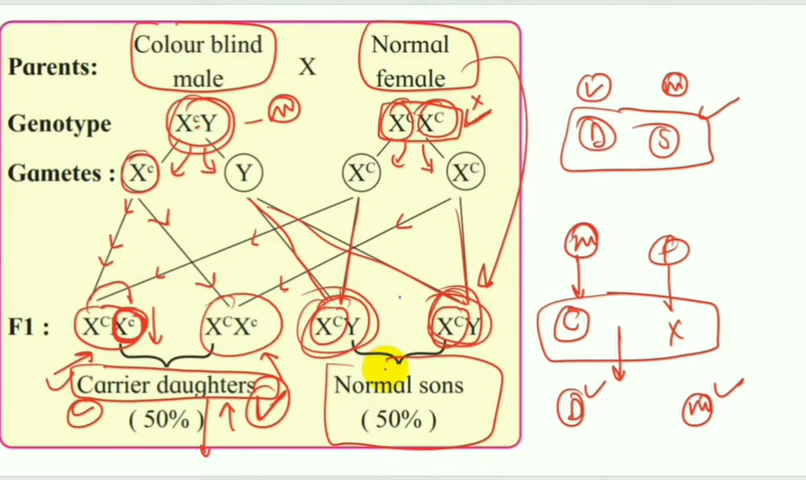 Colour blind Normal
Parents: male X female
Genotype XᶜY – m XᶜXᶜ x
Gametes : Xᶜ Y Xᶜ Xᶜ
F1 : XᶜXᶜ XᶜXᶜ XᶜY XᶜY
Carrier daughters Normal sons
( 50% ) ( 50% )
m
D S
m f
C X
D m